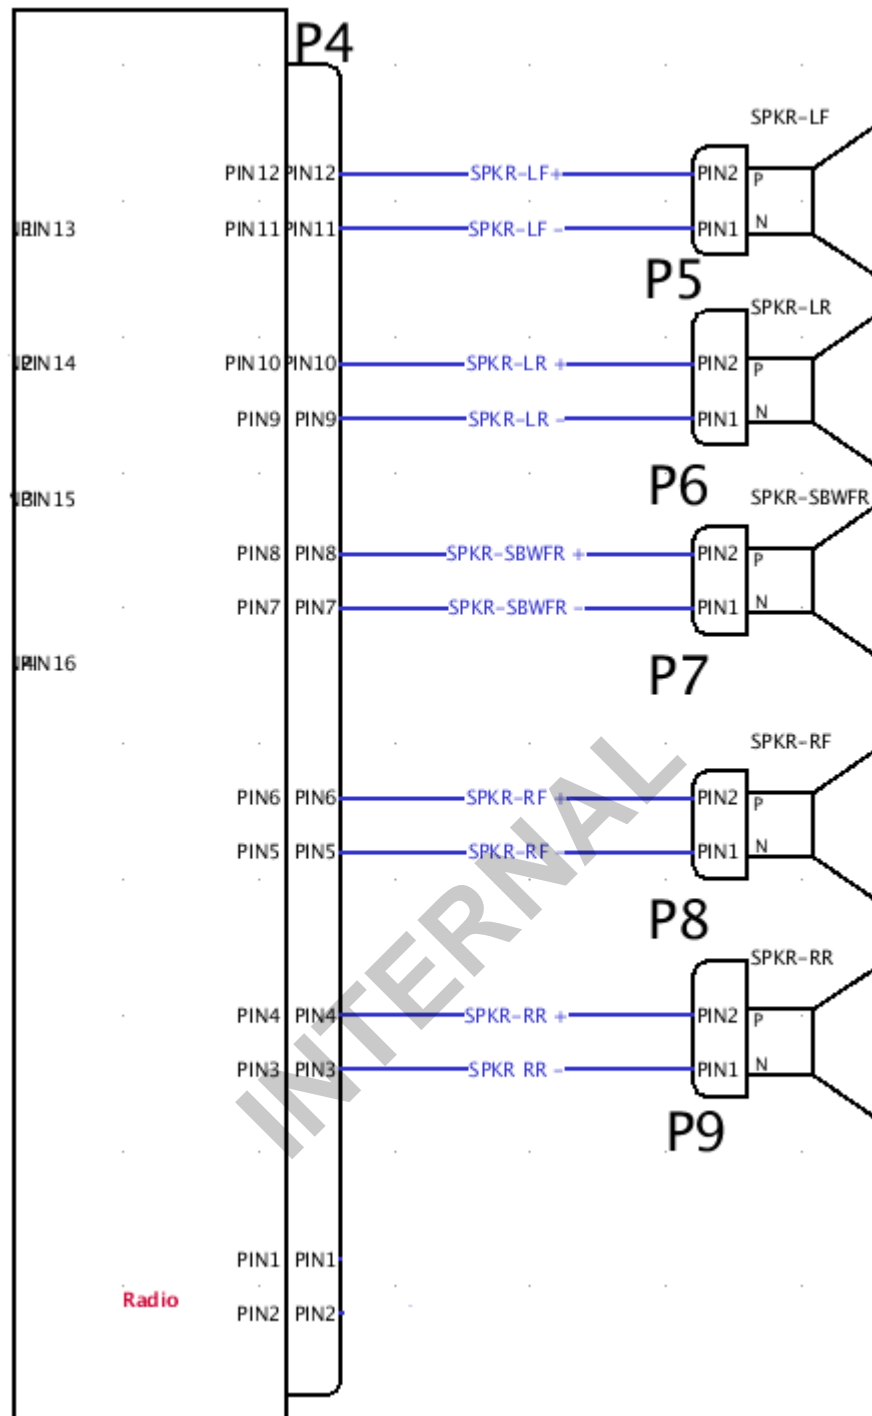 P4
SPKR-LF
PIN12 PIN12 SPKR-LF+ PIN2 P
PIN13 PIN11 PIN11 SPKR-LF - PIN1 N
P5
SPKR-LR
PIN14 PIN10 PIN10 SPKR-LR + PIN2 P
PIN9 PIN9 SPKR-LR - PIN1 N
P6
SPKR-SBWFR
PIN15
PIN8 PIN8 SPKR-SBWFR + PIN2 P
PIN7 PIN7 SPKR-SBWFR - PIN1 N
PIN16
P7
SPKR-RF
PIN6 PIN6 SPKR-RF + PIN2 P
PIN5 PIN5 SPKR-RF - PIN1 N
P8
INTERNAL
SPKR-RR
PIN4 PIN4 SPKR-RR + PIN2 P
PIN3 PIN3 SPKR RR - PIN1 N
P9
PIN1 PIN1
Radio
PIN2 PIN2